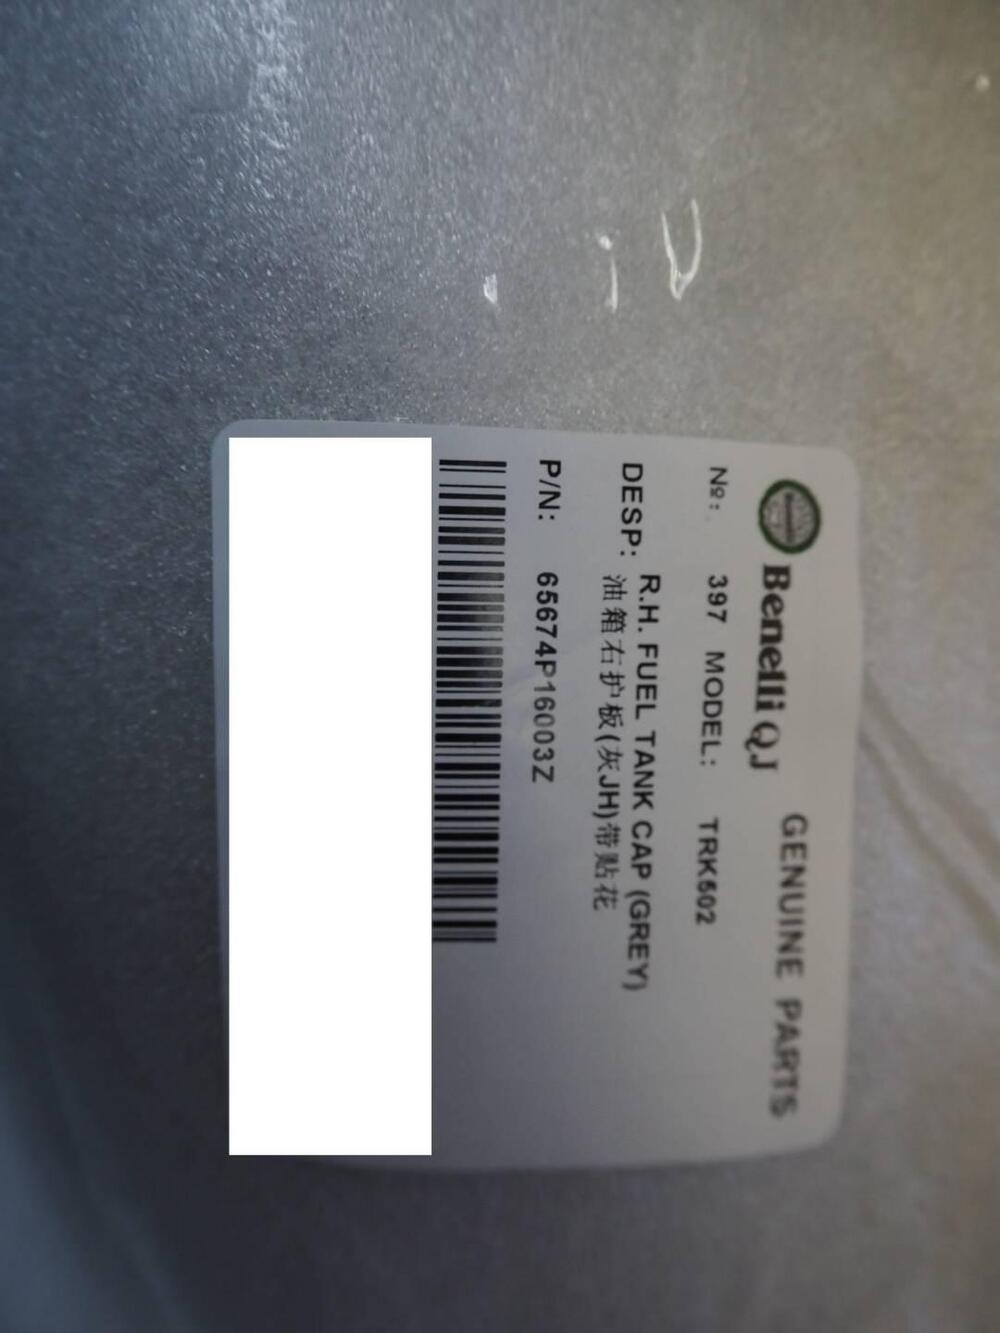 Benelli QJ GENUINE PARTS
№: 397 MODEL: TRK502
DESP: R.H. FUEL TANK CAP (GREY)
油箱右护板(灰JH)带贴花
P/N: 65674P16003Z